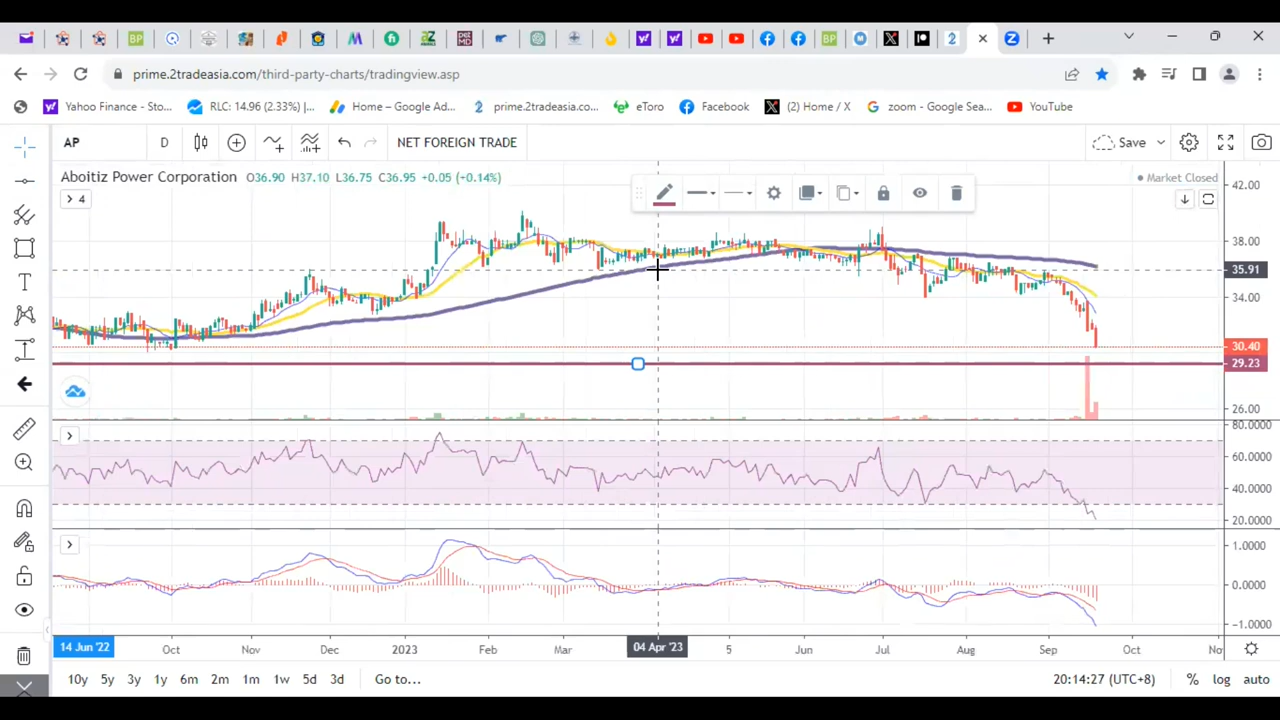 prime.2tradeasia.com/third-party-charts/tradingview.asp
Yahoo Finance - Sto... RLC: 14.96 (2.33%) |... Home – Google Ad... prime.2tradeasia.co... eToro Facebook (2) Home / X zoom - Google Sea... YouTube
AP D NET FOREIGN TRADE Save
Aboitiz Power Corporation O36.90 H37.10 L36.75 C36.95 +0.05 (+0.14%) Market Closed
4
42.00
38.00
35.91
34.00
30.40
29.23
26.00
80.0000
60.0000
40.0000
20.0000
1.0000
0.0000
−1.0000
14 Jun '22 Oct Nov Dec 2023 Feb Mar 04 Apr '23 5 Jun Jul Aug Sep Oct No
10y 5y 3y 1y 6m 2m 1m 1w 5d 3d Go to... 20:14:27 (UTC+8) % log auto